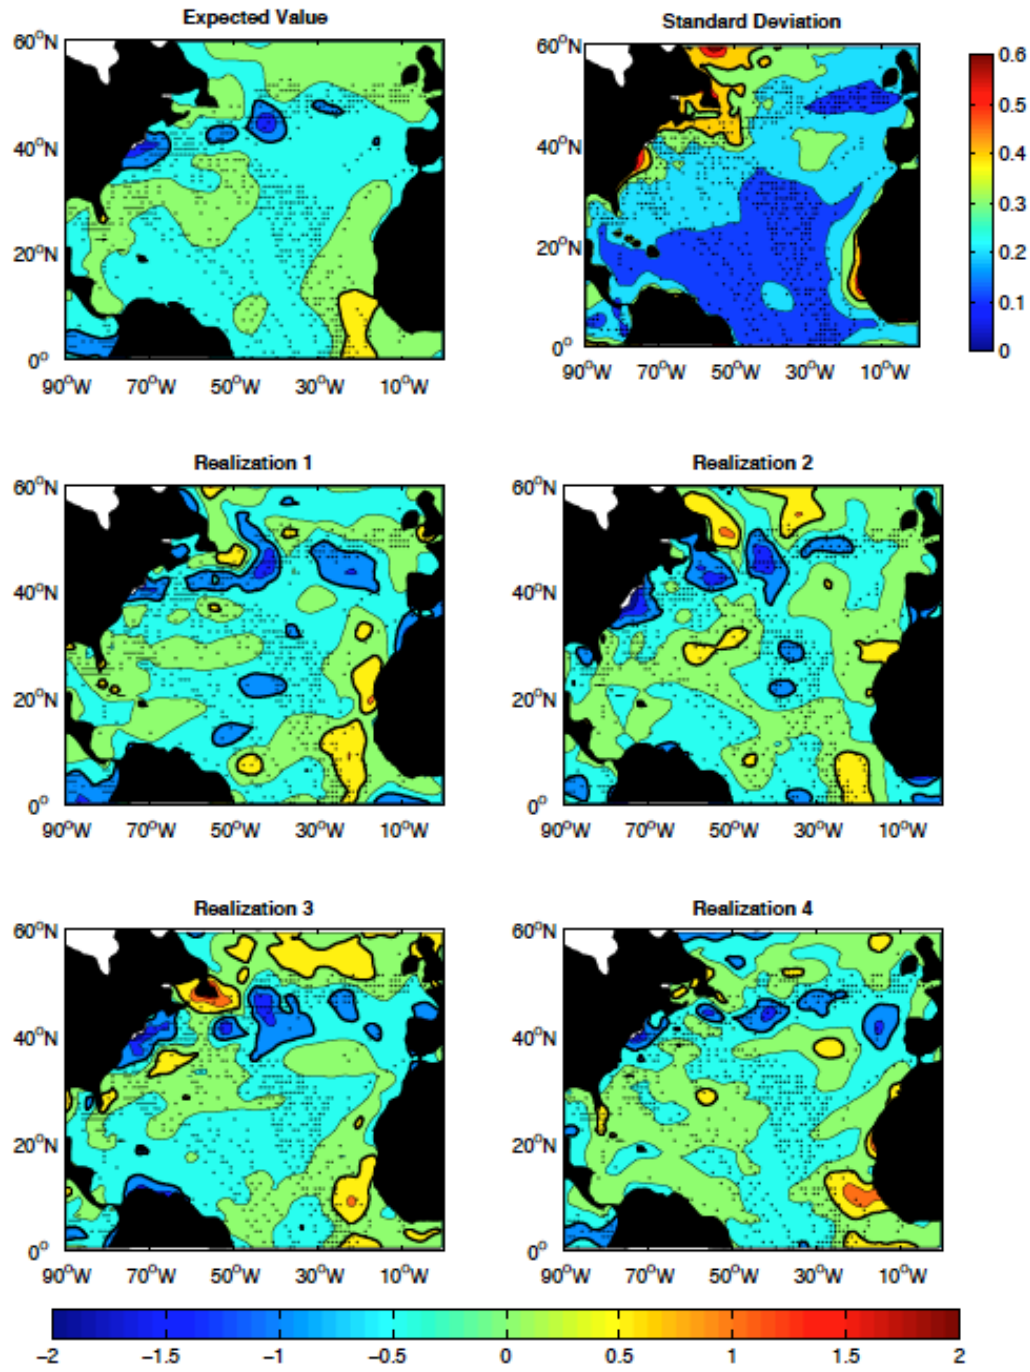 Expected Value
Standard Deviation
60°N
40°N
20°N
0°
90°W 70°W 50°W 30°W 10°W
60°N
40°N
20°N
0°
90°W 70°W 50°W 30°W 10°W
0.6
0.5
0.4
0.3
0.2
0.1
0
Realization 1
Realization 2
60°N
40°N
20°N
0°
90°W 70°W 50°W 30°W 10°W
60°N
40°N
20°N
0°
90°W 70°W 50°W 30°W 10°W
Realization 3
Realization 4
60°N
40°N
20°N
0°
90°W 70°W 50°W 30°W 10°W
60°N
40°N
20°N
0°
90°W 70°W 50°W 30°W 10°W
−2 −1.5 −1 −0.5 0 0.5 1 1.5 2